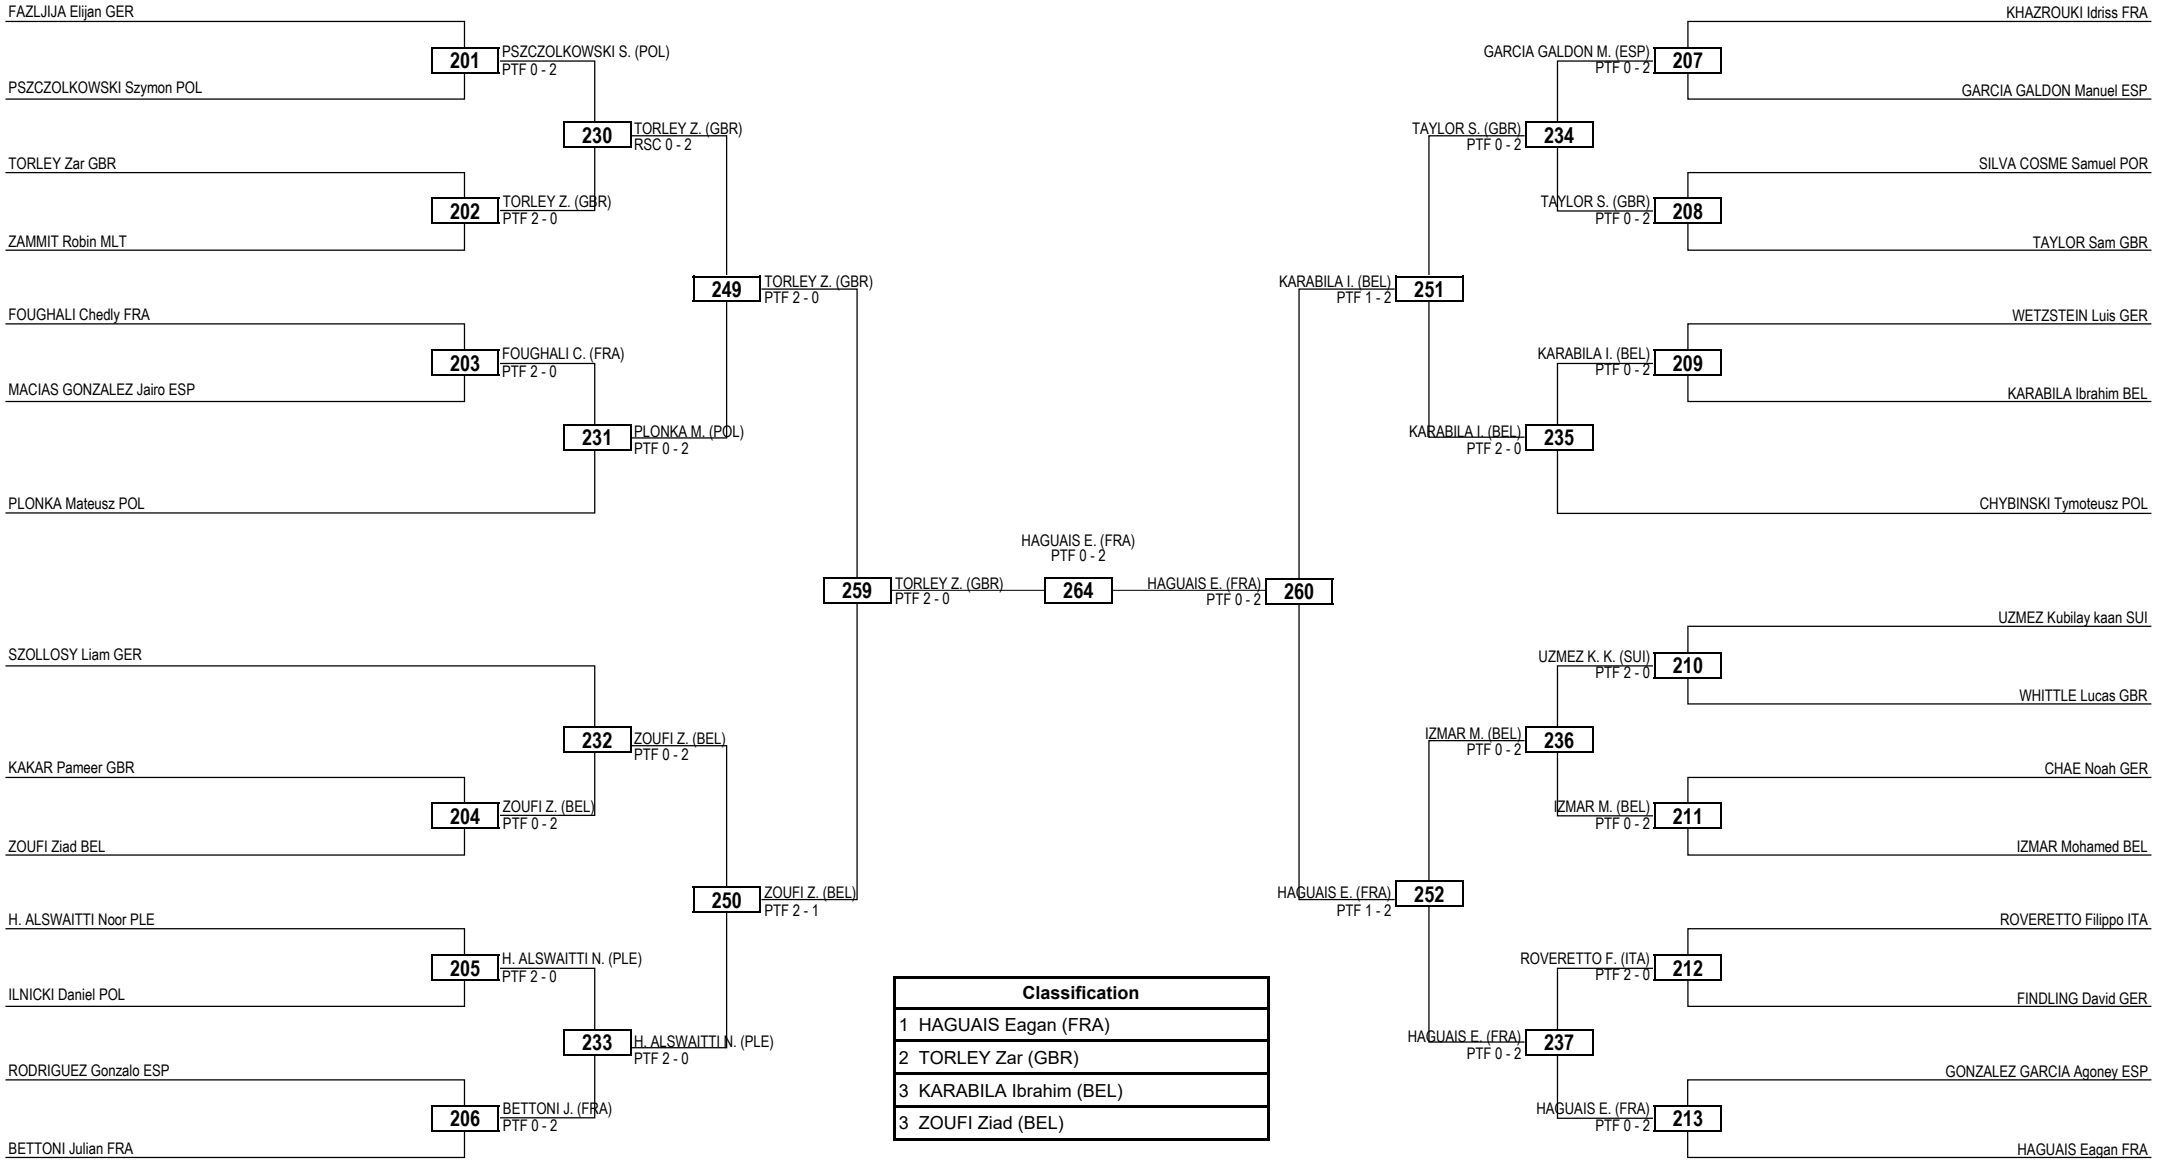 FAZLJIJA Elijan GER
201
PSZCZOLKOWSKI S. (POL)
PTF 0 - 2
PSZCZOLKOWSKI Szymon POL
230
TORLEY Z. (GBR)
RSC 0 - 2
TORLEY Zar GBR
202
TORLEY Z. (GBR)
PTF 2 - 0
ZAMMIT Robin MLT
249
TORLEY Z. (GBR)
PTF 2 - 0
FOUGHALI Chedly FRA
203
FOUGHALI C. (FRA)
PTF 2 - 0
MACIAS GONZALEZ Jairo ESP
231
PLONKA M. (POL)
PTF 0 - 2
PLONKA Mateusz POL
259
TORLEY Z. (GBR)
PTF 2 - 0
SZOLLOSY Liam GER
232
ZOUFI Z. (BEL)
PTF 0 - 2
KAKAR Pameer GBR
204
ZOUFI Z. (BEL)
PTF 0 - 2
ZOUFI Ziad BEL
250
ZOUFI Z. (BEL)
PTF 2 - 1
H. ALSWAITTI Noor PLE
205
H. ALSWAITTI N. (PLE)
PTF 2 - 0
ILNICKI Daniel POL
233
H. ALSWAITTI N. (PLE)
PTF 2 - 0
RODRIGUEZ Gonzalo ESP
206
BETTONI J. (FRA)
PTF 0 - 2
BETTONI Julian FRA
HAGUAIS E. (FRA)
PTF 0 - 2
264
KHAZROUKI Idriss FRA
GARCIA GALDON M. (ESP)
PTF 0 - 2
207
GARCIA GALDON Manuel ESP
TAYLOR S. (GBR)
PTF 0 - 2
234
SILVA COSME Samuel POR
TAYLOR S. (GBR)
PTF 0 - 2
208
TAYLOR Sam GBR
KARABILA I. (BEL)
PTF 1 - 2
251
WETZSTEIN Luis GER
KARABILA I. (BEL)
PTF 0 - 2
209
KARABILA Ibrahim BEL
KARABILA I. (BEL)
PTF 2 - 0
235
CHYBINSKI Tymoteusz POL
HAGUAIS E. (FRA)
PTF 0 - 2
260
UZMEZ Kubilay kaan SUI
UZMEZ K. K. (SUI)
PTF 2 - 0
210
WHITTLE Lucas GBR
IZMAR M. (BEL)
PTF 0 - 2
236
CHAE Noah GER
IZMAR M. (BEL)
PTF 0 - 2
211
IZMAR Mohamed BEL
HAGUAIS E. (FRA)
PTF 1 - 2
252
ROVERETTO Filippo ITA
ROVERETTO F. (ITA)
PTF 2 - 0
212
FINDLING David GER
HAGUAIS E. (FRA)
PTF 0 - 2
237
GONZALEZ GARCIA Agoney ESP
HAGUAIS E. (FRA)
PTF 0 - 2
213
HAGUAIS Eagan FRA
Classification
1 HAGUAIS Eagan (FRA)
2 TORLEY Zar (GBR)
3 KARABILA Ibrahim (BEL)
3 ZOUFI Ziad (BEL)